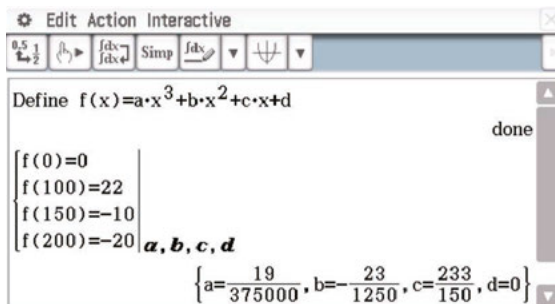 Edit Action Interactive
0.5 1/2 ∫dx ∫dx Simp ∫dx
Define f(x)=a·x^3+b·x^2+c·x+d
done
f(0)=0
f(100)=22
f(150)=-10
f(200)=-20 a,b,c,d
{a=19/375000, b=-23/1250, c=233/150, d=0}